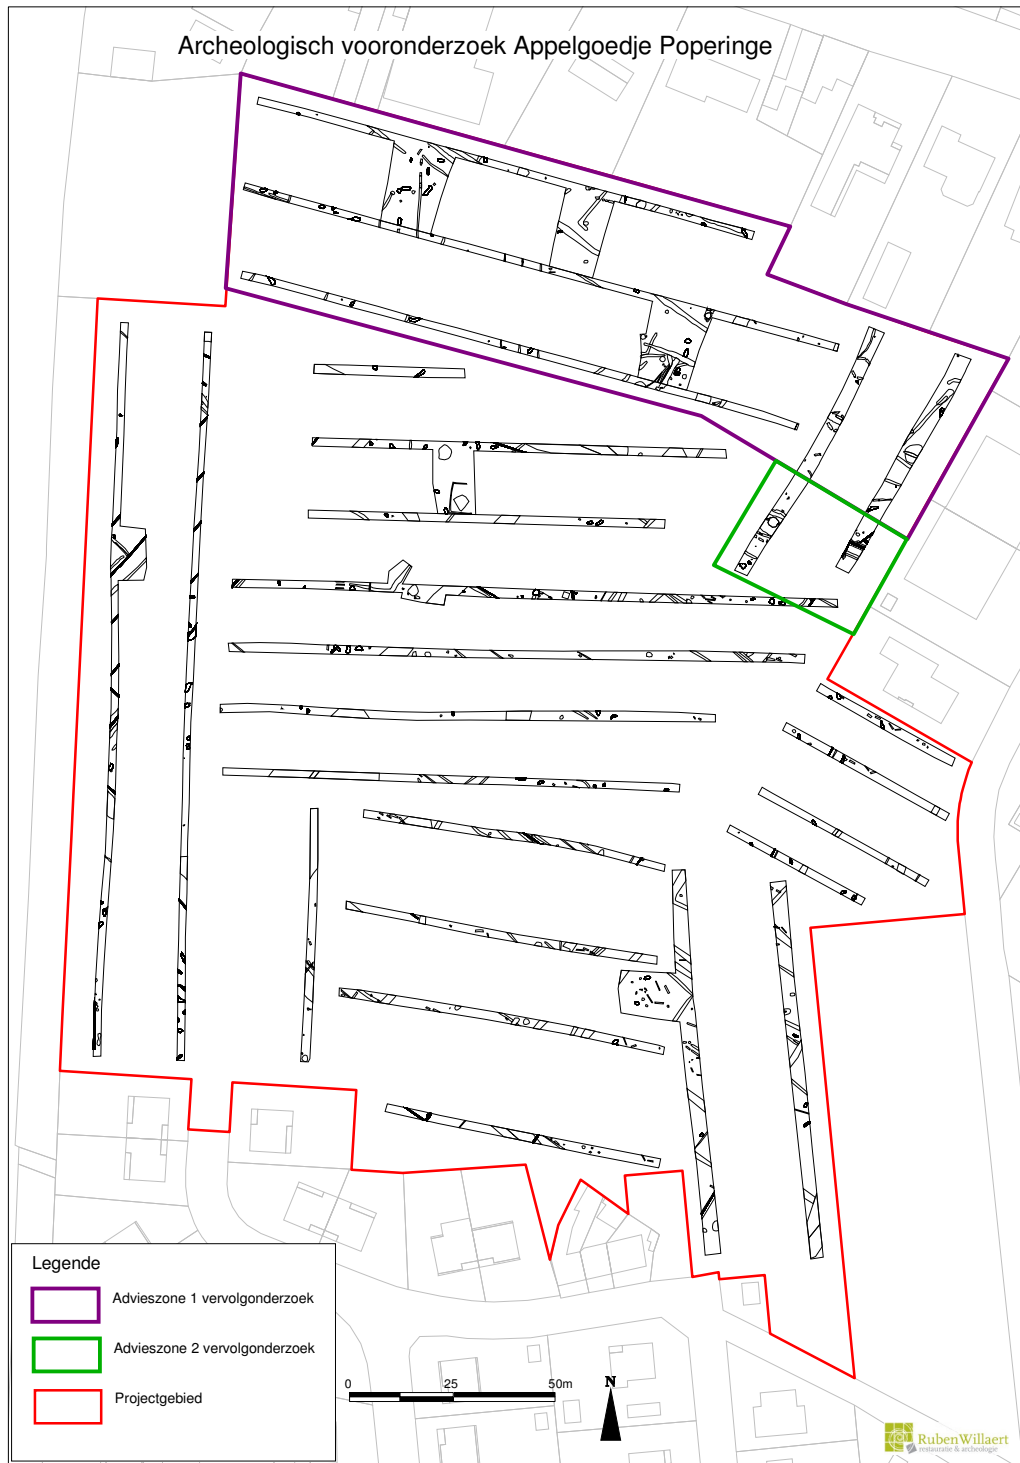 Archeologisch vooronderzoek Appelgoedje Poperinge
Legende
Advieszone 1 vervolgonderzoek
Advieszone 2 vervolgonderzoek
Projectgebied
0 25 50m
N
RubenWillaert
restauratie & archeologie